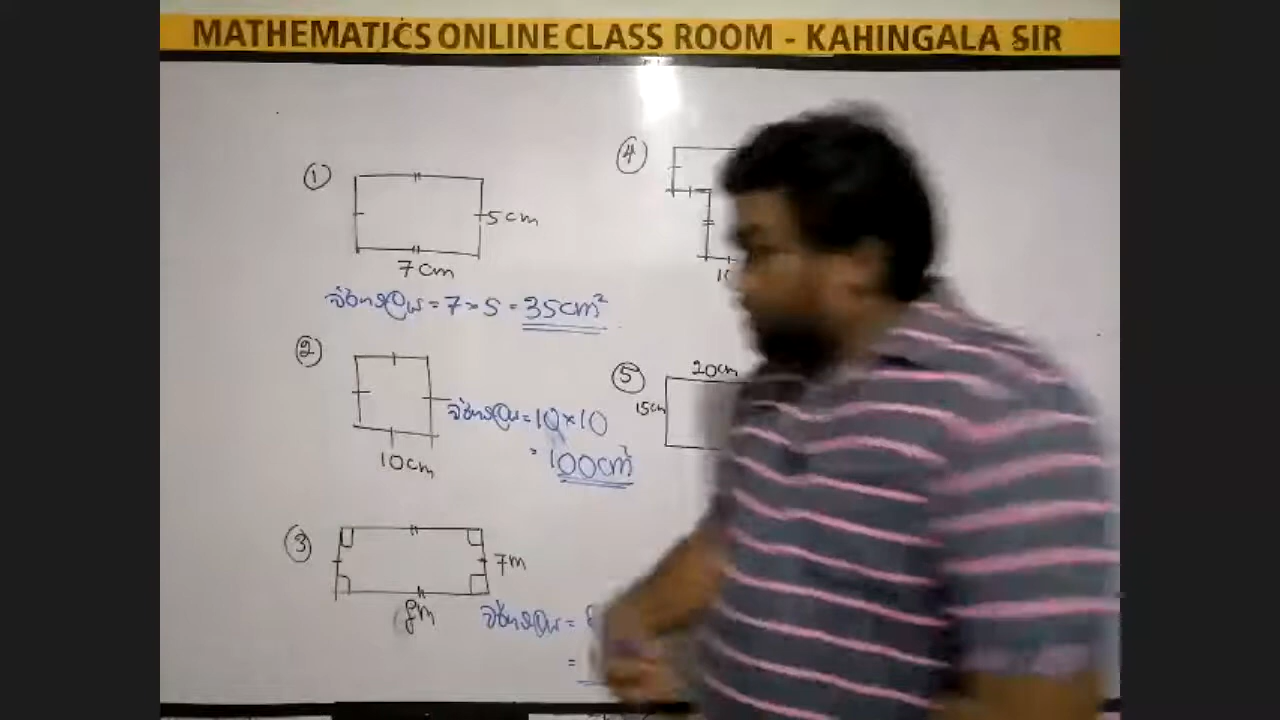 MATHEMATICS ONLINE CLASS ROOM - KAHINGALA SIR
①
5cm
7cm
වර්ගඵලය = 7 × 5 = 35cm²
②
වර්ගඵලය = 10 × 10
= 100cm²
10cm
③
7m
8m
වර්ගඵලය =
=
④
⑤
20cm
15cm